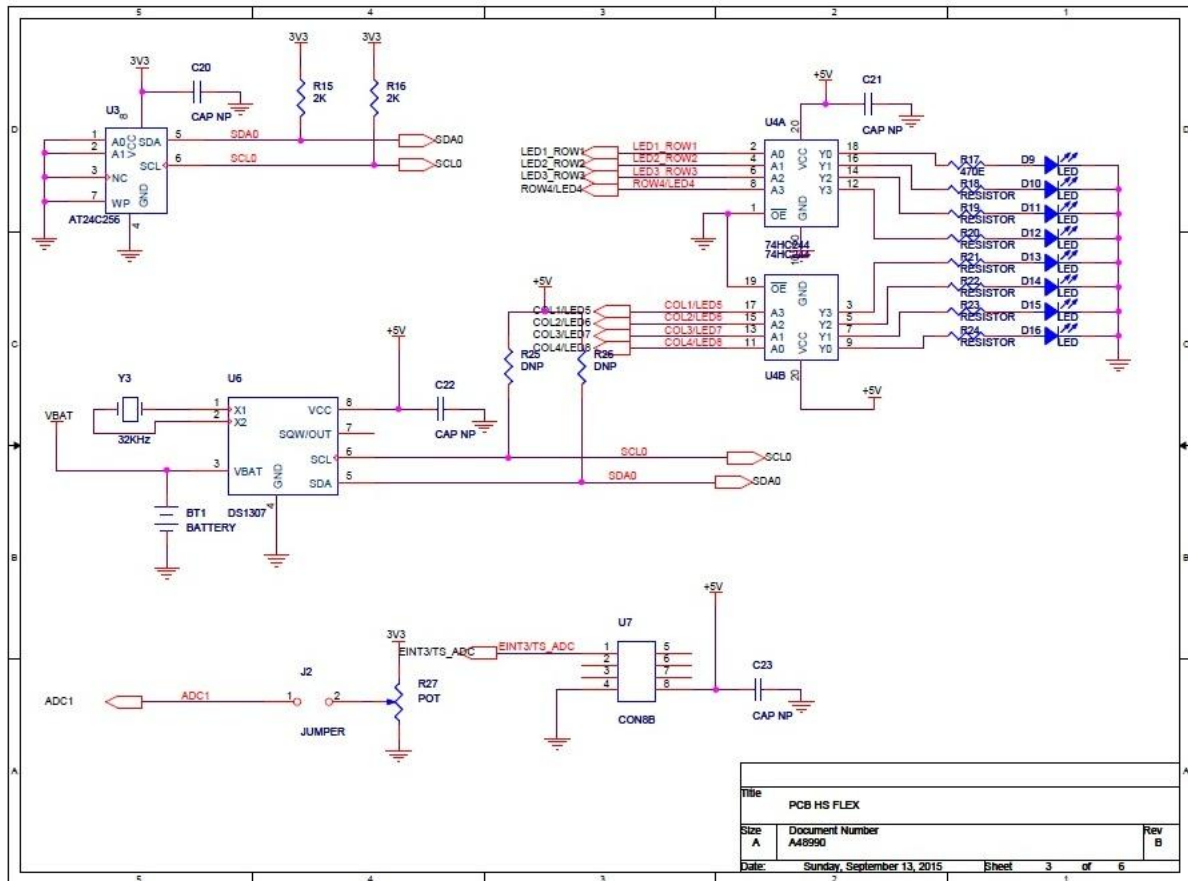 5 4 3 2 1
3V3
3V3
3V3
C20
CAP NP
R15
2K
R16
2K
U3
8
1
2
3
7
A0
A1
NC
WP
VCC
SDA
SCL
GND
5
6
4
AT24C256
SDA0
SCL0
SDA0
SCL0
+5V
C21
CAP NP
U4A
20
LED1_ROW1
LED2_ROW2
LED3_ROW3
ROW4/LED4
LED1_ROW1
LED2_ROW2
LED3_ROW3
ROW4/LED4
2
4
6
8
1
A0
A1
A2
A3
OE
VCC
GND
Y0
Y1
Y2
Y3
18
16
14
12
74HC244
74HC244
R17
470E
R18
RESISTOR
R19
RESISTOR
R20
RESISTOR
R21
RESISTOR
R22
RESISTOR
R23
RESISTOR
R24
RESISTOR
D9
LED
D10
LED
D11
LED
D12
LED
D13
LED
D14
LED
D15
LED
D16
LED
19
17
15
13
11
OE
A3
A2
A1
A0
GND
VCC
Y3
Y2
Y1
Y0
3
5
7
9
U4B
20
+5V
+5V
COL1/LED5
COL2/LED6
COL3/LED7
COL4/LED8
COL1/LED5
COL2/LED6
COL3/LED7
COL4/LED8
R25
DNP
R26
DNP
+5V
Y3
32KHz
VBAT
U6
1
2
3
X1
X2
VBAT
GND
VCC
SQW/OUT
SCL
SDA
8
7
6
5
4
DS1307
C22
CAP NP
SCL0
SDA0
SCL0
SDA0
BT1
BATTERY
+5V
U7
EINT3/TS_ADC
EINT3/TS_ADC
1
2
3
4
5
6
7
8
CON8B
C23
CAP NP
3V3
R27
POT
J2
1 2
JUMPER
ADC1
ADC1
D
C
B
A
D
C
B
A
Title
PCB HS FLEX
Size
A
Document Number
A48990
Rev
B
Date: Sunday, September 13, 2015 Sheet 3 of 6
5 4 3 2 1